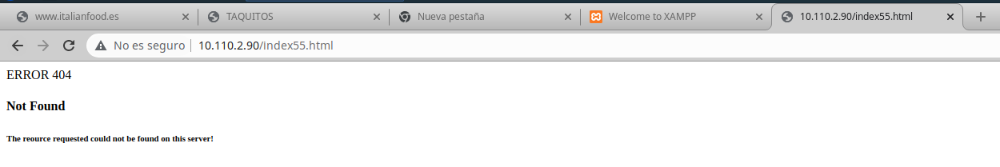 www.italianfood.es
TAQUITOS
Nueva pestaña
Welcome to XAMPP
10.110.2.90/index55.html
No es seguro
10.110.2.90/index55.html
ERROR 404
Not Found
The reource requested could not be found on this server!